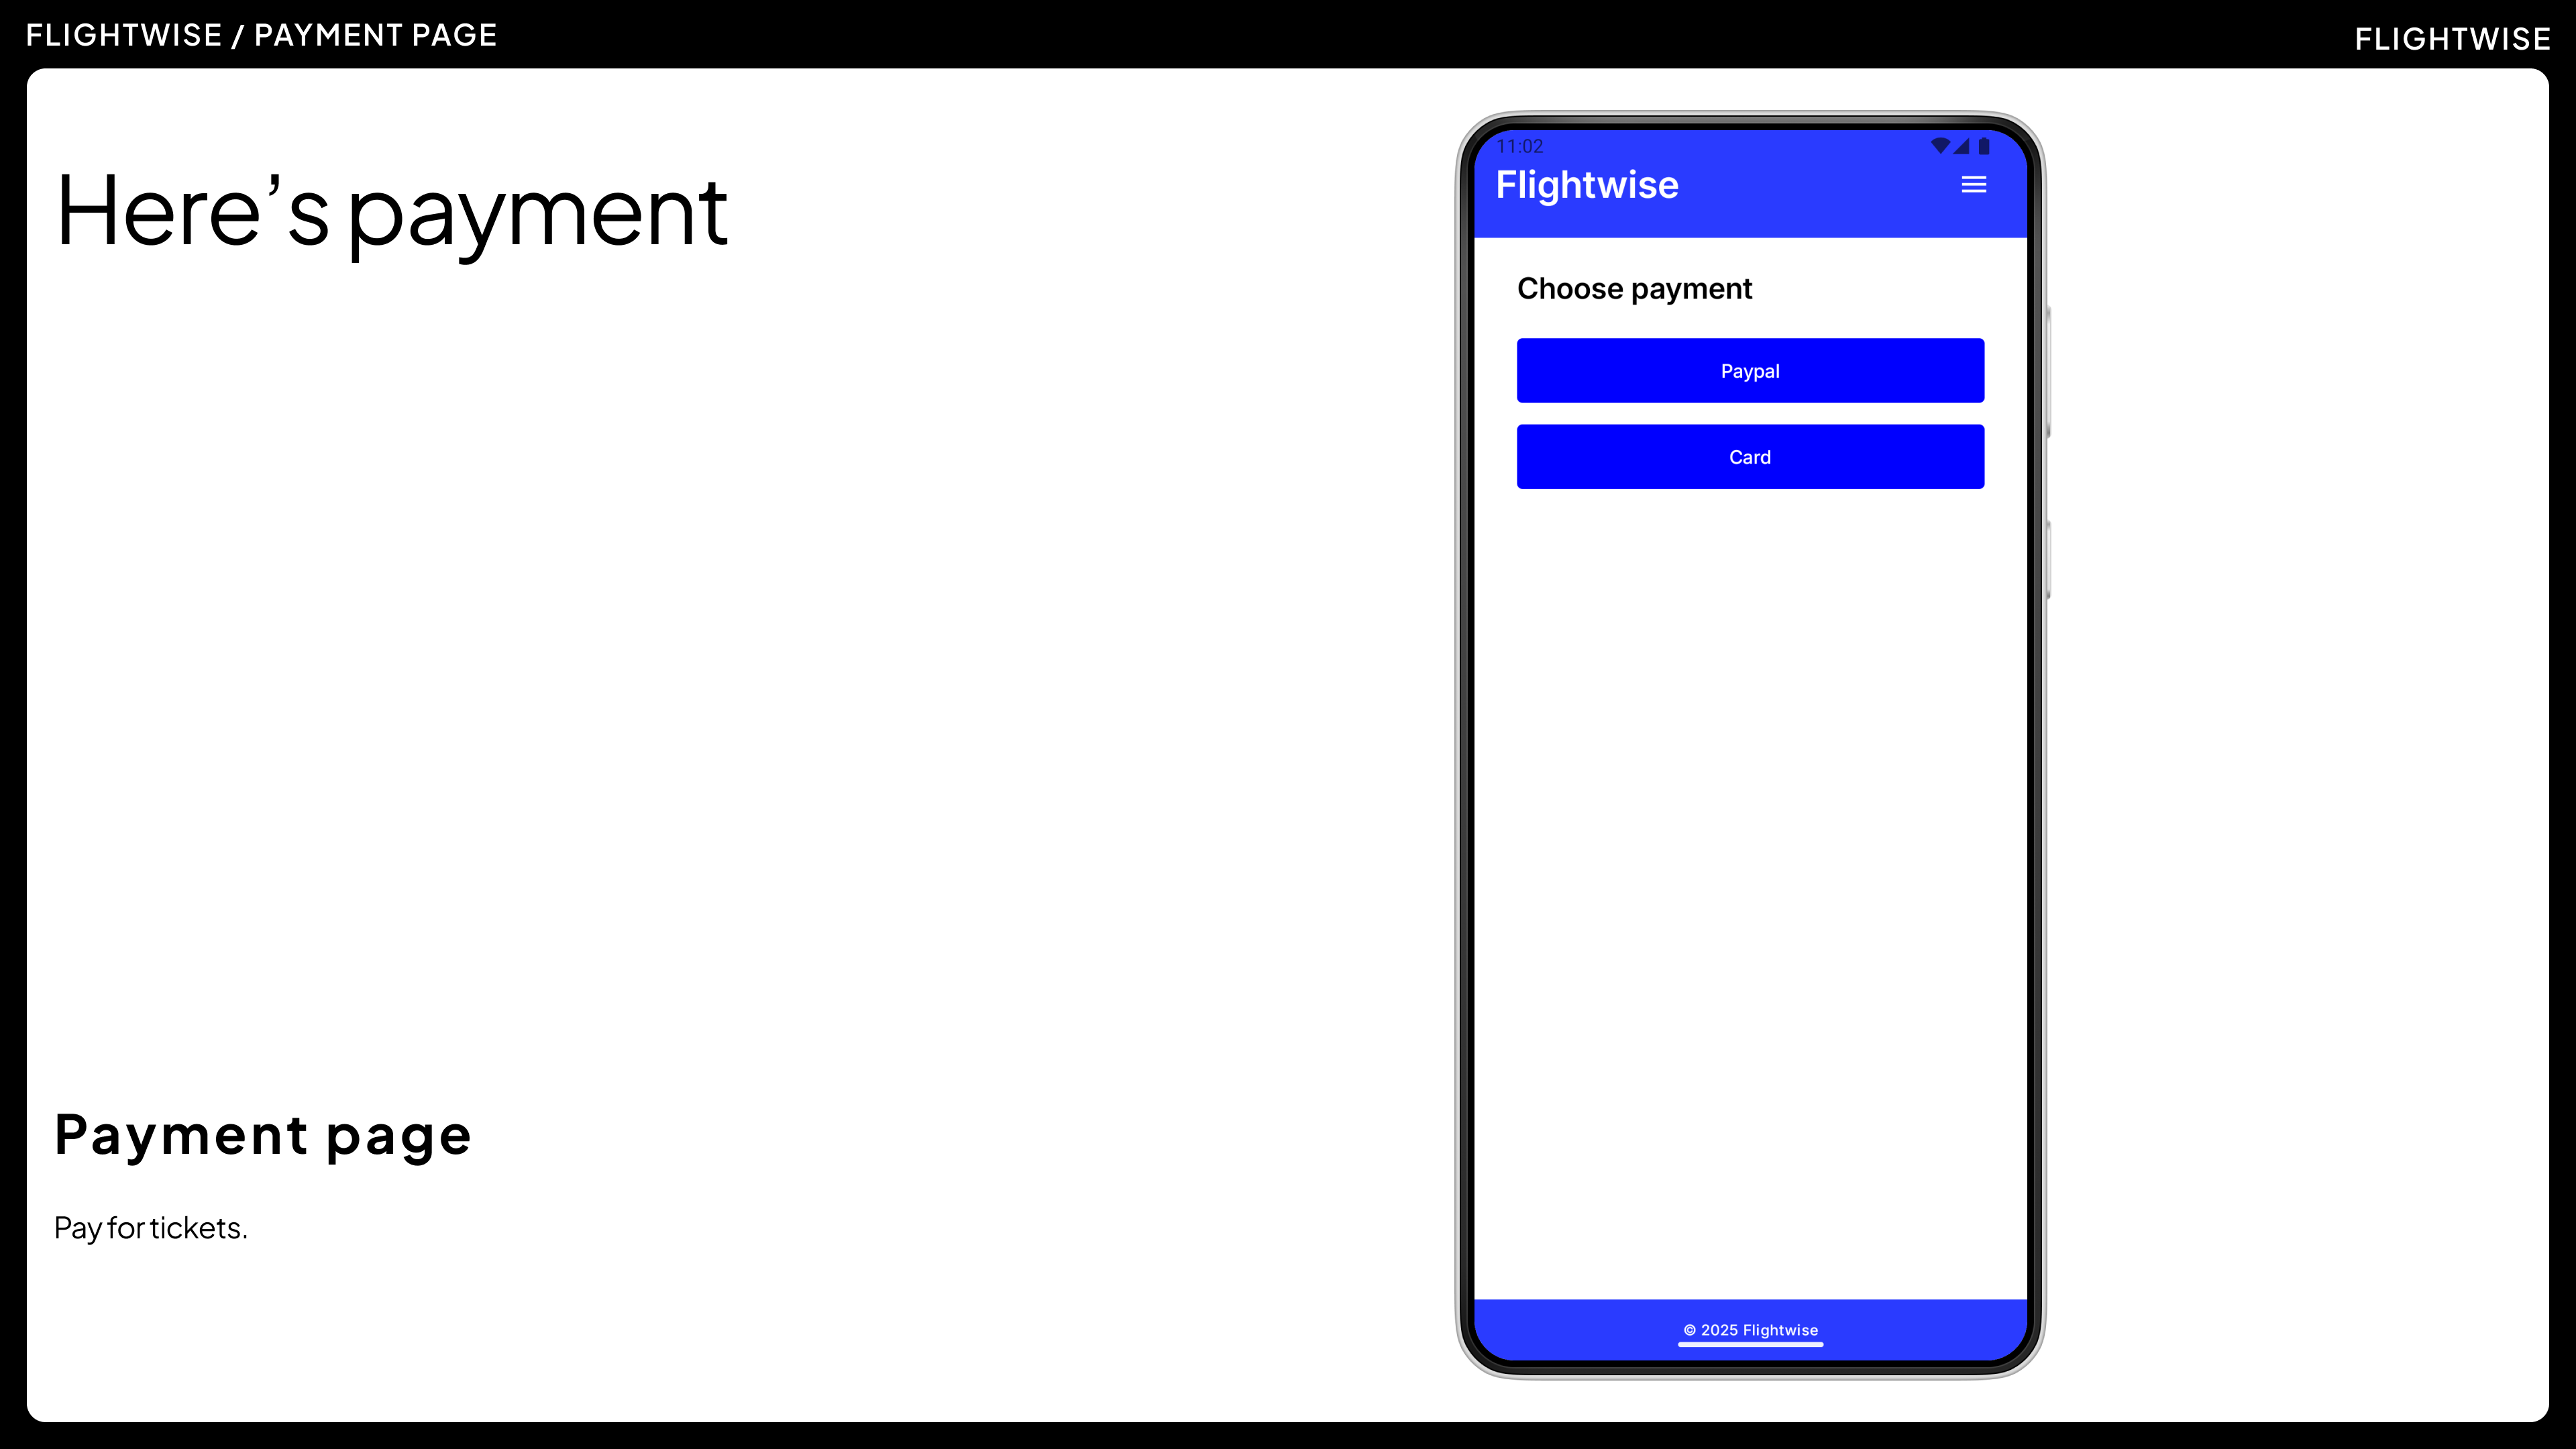 FLIGHTWISE / PAYMENT PAGE
FLIGHTWISE
Here’s payment
Payment page
Pay for tickets.
11:02
Flightwise
Choose payment
Paypal
Card
© 2025 Flightwise